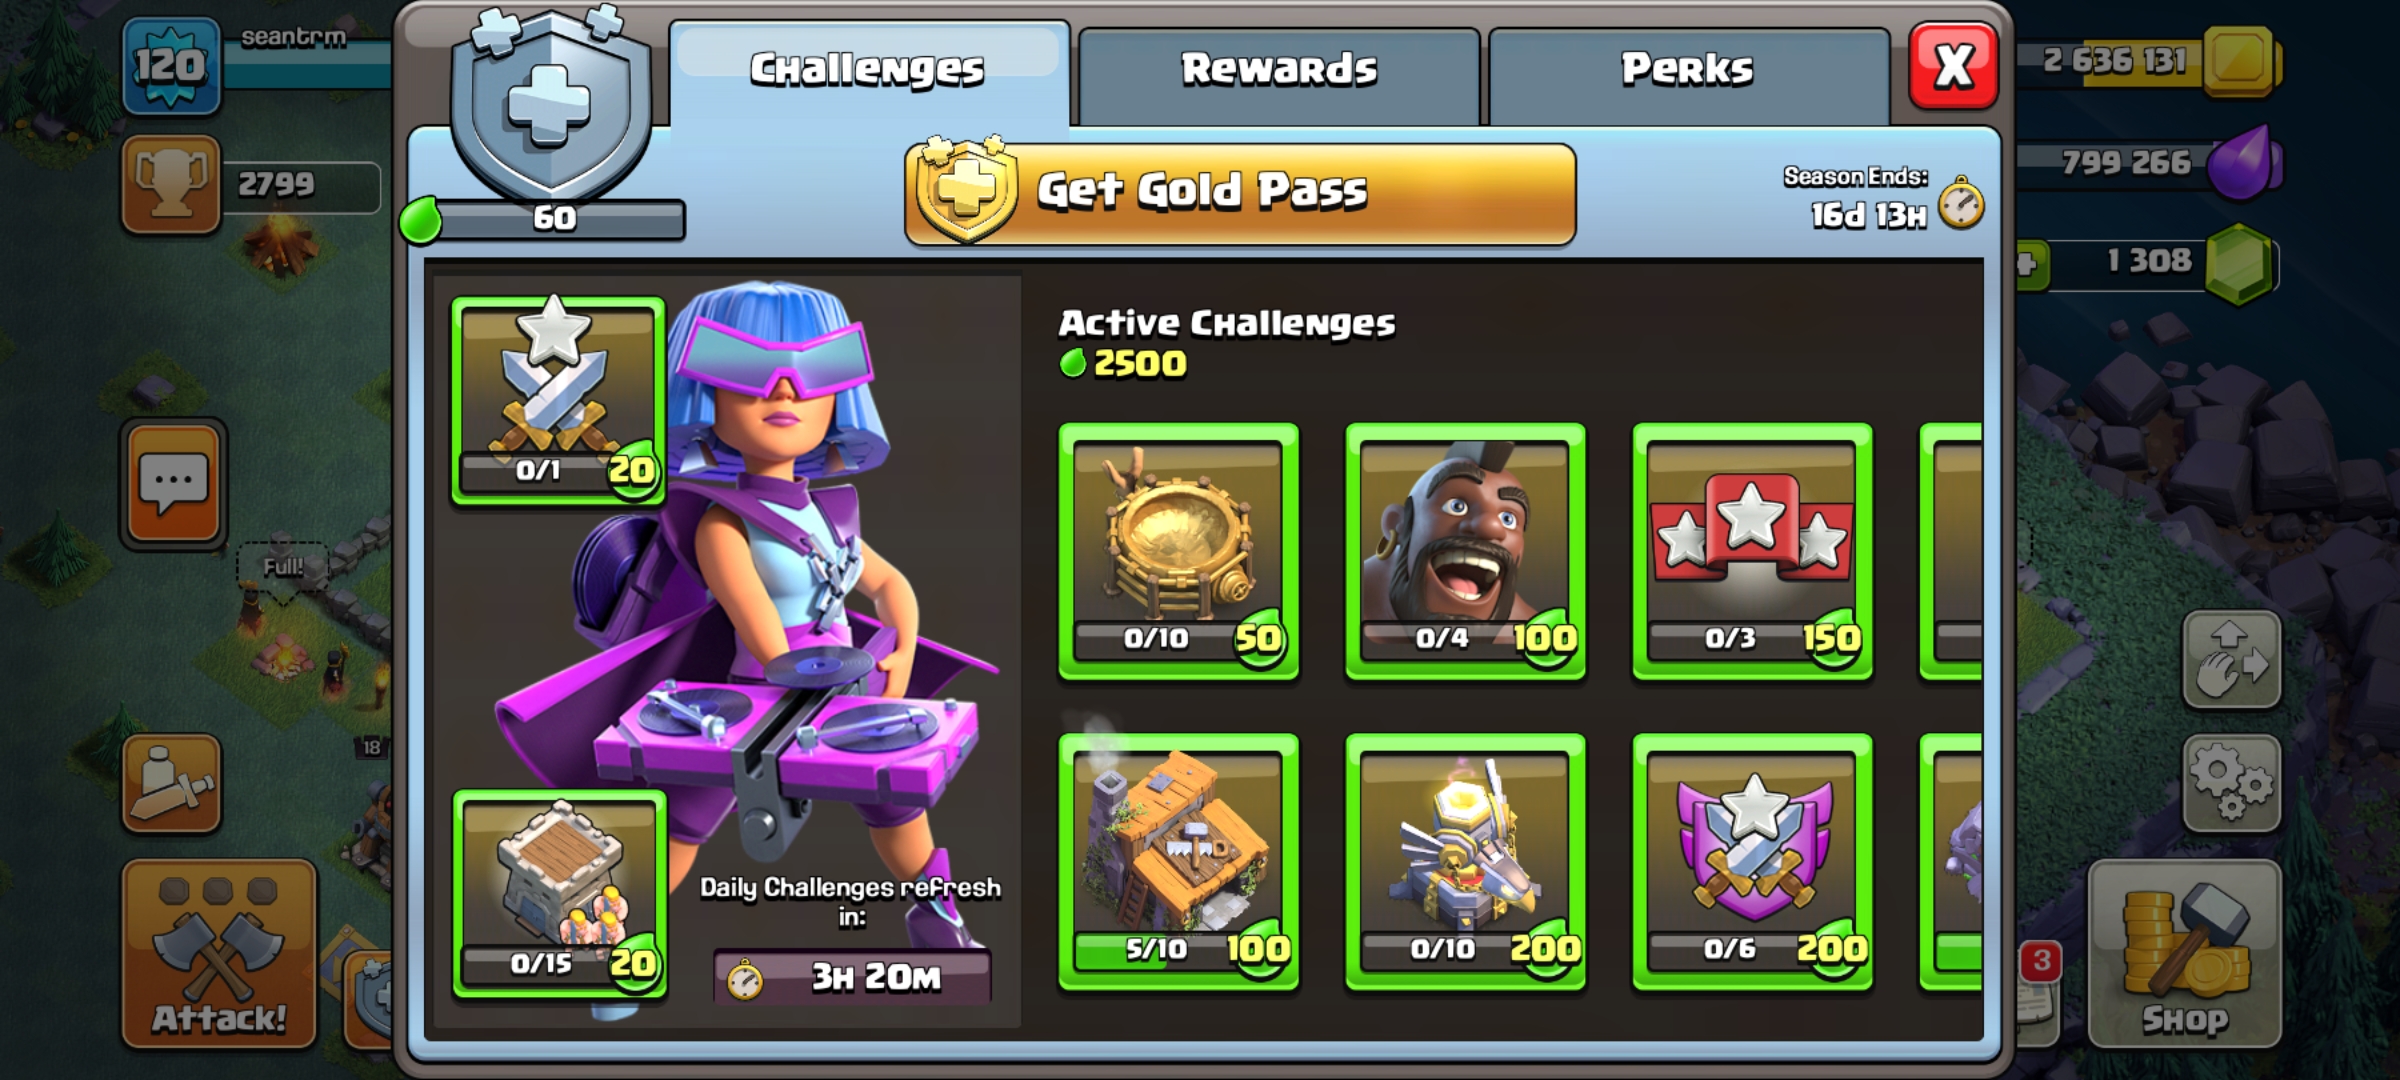 120
seantrm
2799
Challenges
Rewards
Perks
X
2 636 131
799 266
1 308
60
Get Gold Pass
Season Ends:
16d 13H
0/1
20
Active Challenges
2500
0/10
50
0/4
100
0/3
150
Full!
18
0/15
20
Daily Challenges refresh
in:
3H 20M
5/10
100
0/10
200
0/6
200
Attack!
3
Shop